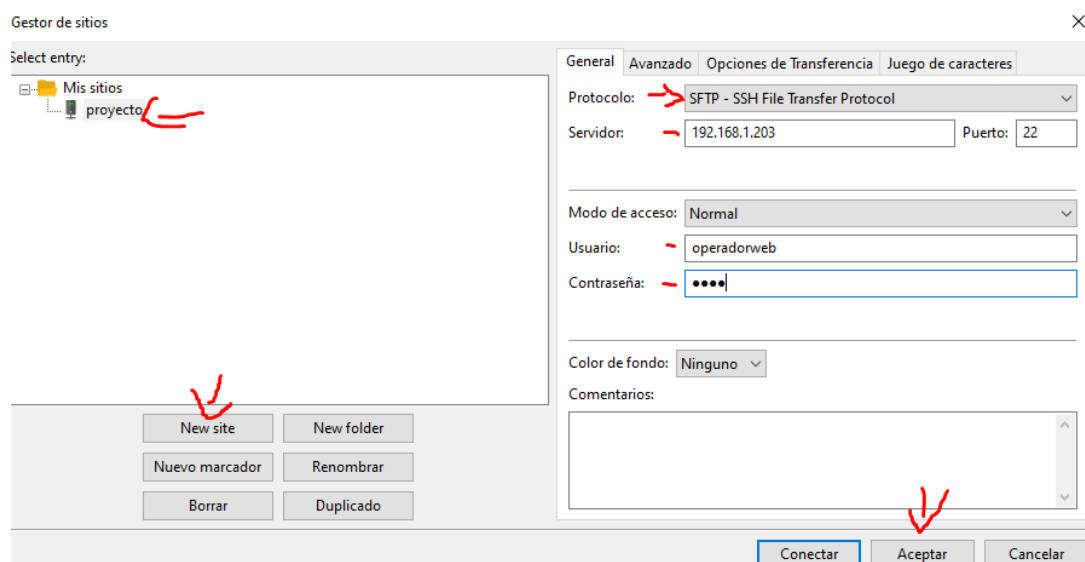 Gestor de sitios
Select entry:
Mis sitios
proyecto
New site
New folder
Nuevo marcador
Renombrar
Borrar
Duplicado
General Avanzado Opciones de Transferencia Juego de caracteres
Protocolo: SFTP - SSH File Transfer Protocol
Servidor: 192.168.1.203 Puerto: 22
Modo de acceso: Normal
Usuario: operadorweb
Contraseña: ••••
Color de fondo: Ninguno
Comentarios:
Conectar Aceptar Cancelar